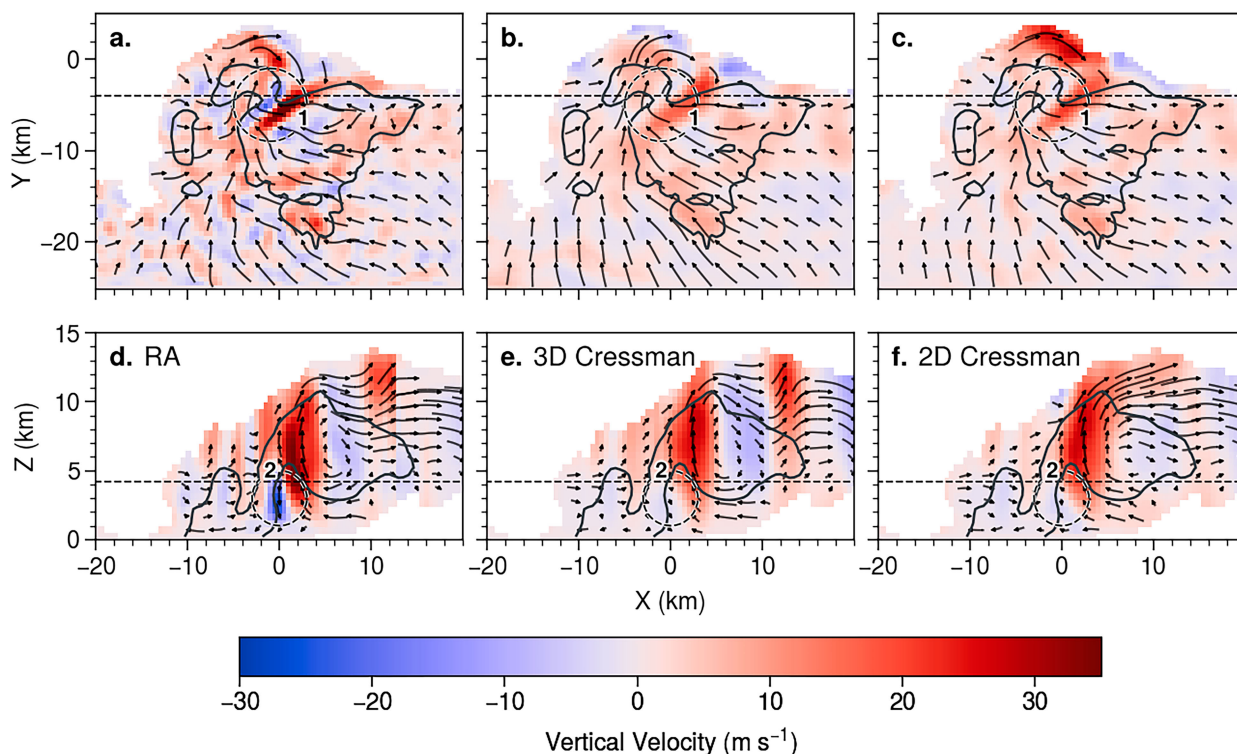 a. b. c.
0
1 1 1
−10
−20
Y (km)
15
d. RA e. 3D Cressman f. 2D Cressman
10
5
2 2 2
0
Z (km)
−20 −10 0 10 −20 −10 0 10 −20 −10 0 10
X (km)
−30 −20 −10 0 10 20 30
Vertical Velocity (m s⁻¹)